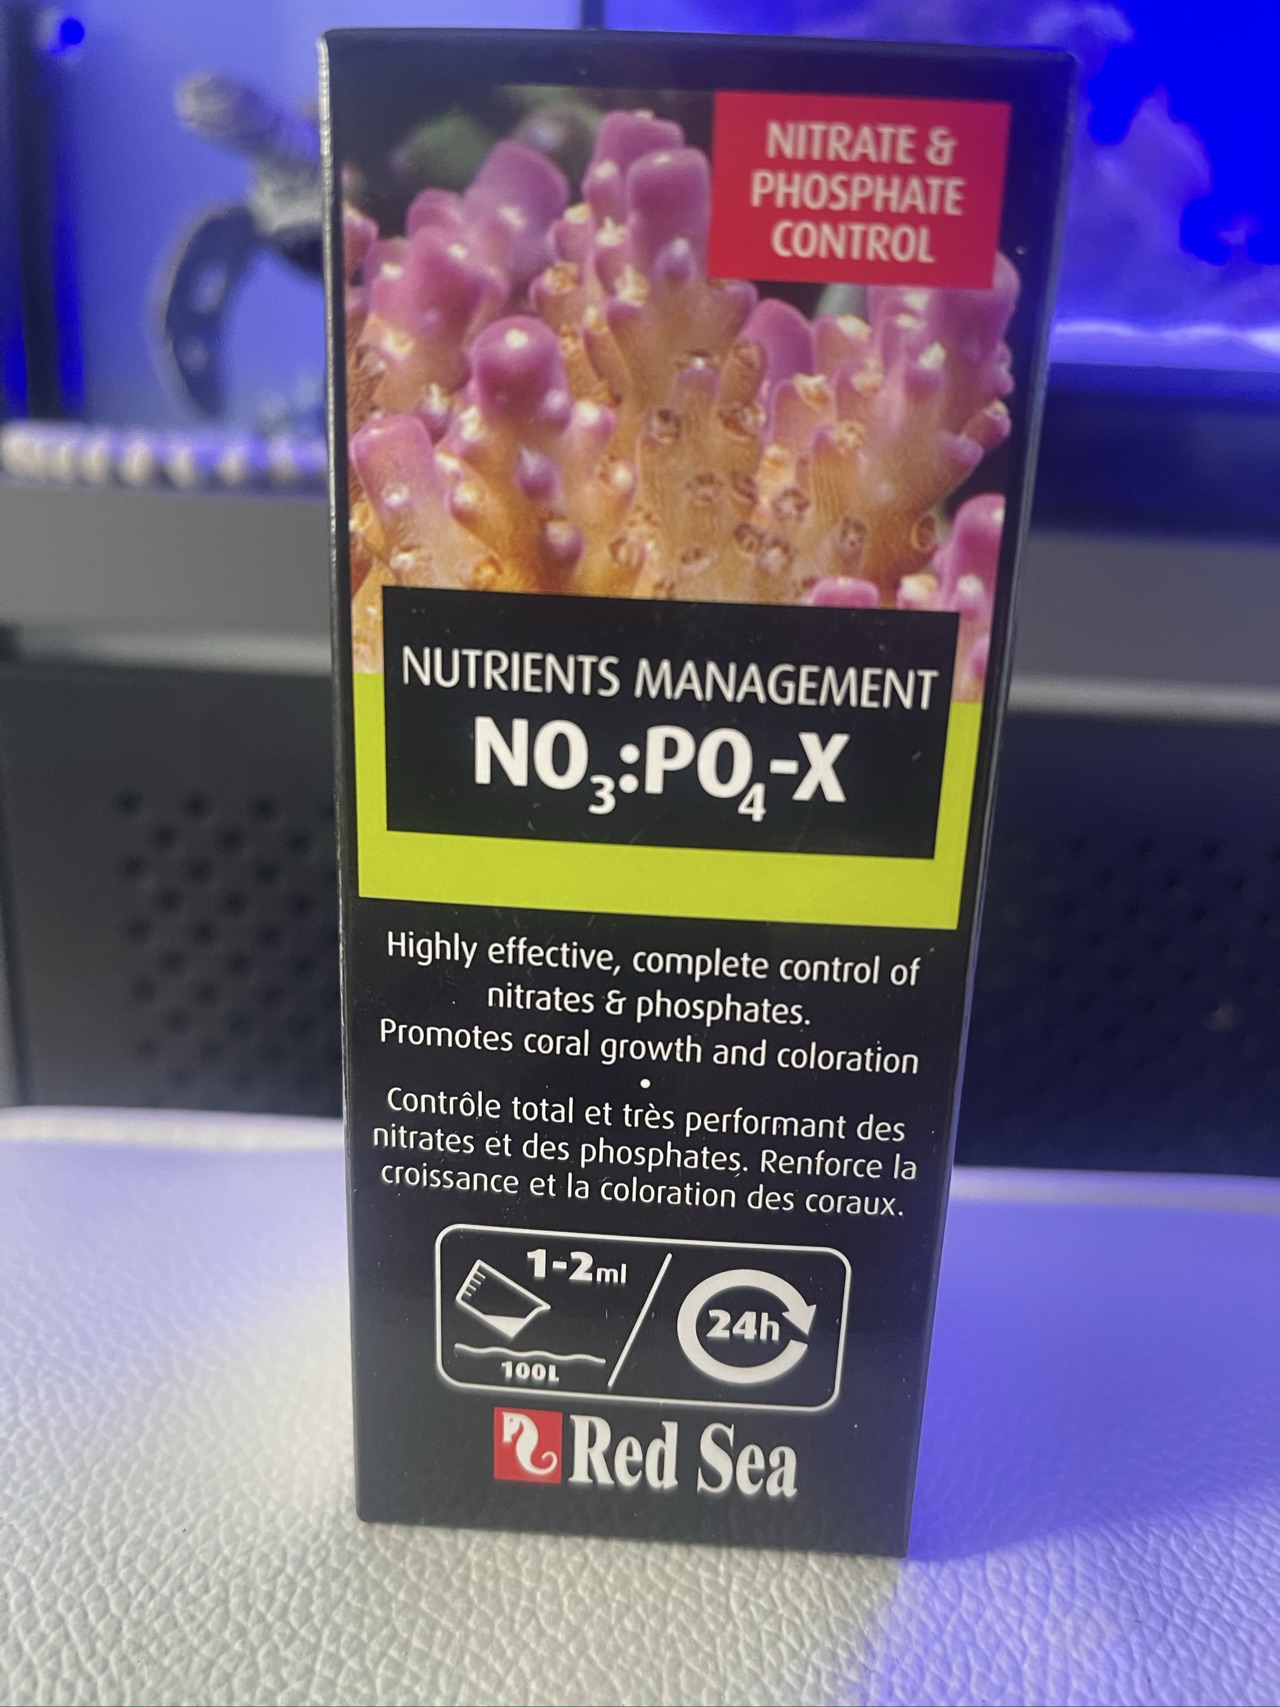 NITRATE &
PHOSPHATE
CONTROL
NUTRIENTS MANAGEMENT
NO₃:PO₄-X
Highly effective, complete control of
nitrates & phosphates.
Promotes coral growth and coloration
•
Contrôle total et très performant des
nitrates et des phosphates. Renforce la
croissance et la coloration des coraux.
1-2ml
100L
24h
Red Sea